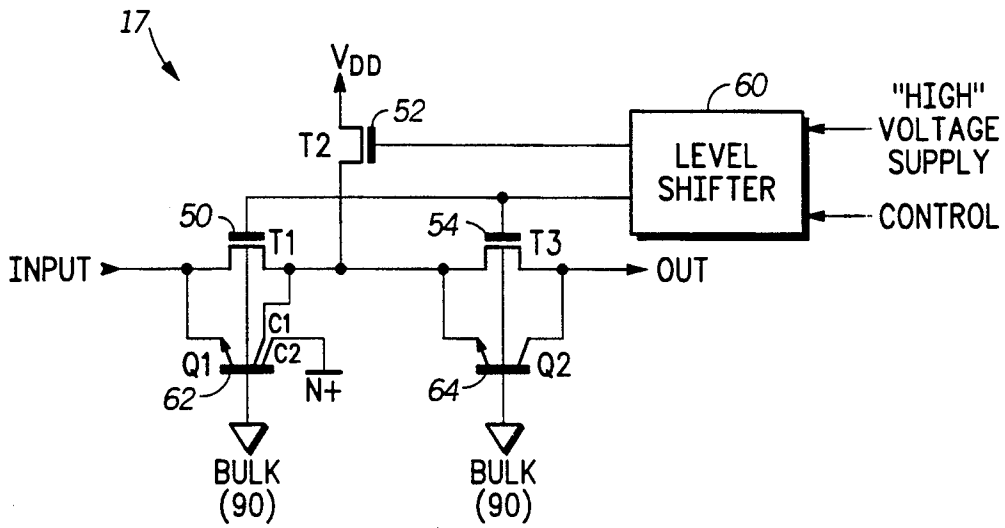 17
VDD
52
60
"HIGH"
VOLTAGE
SUPPLY
T2
LEVEL
SHIFTER
50
T1
54
T3
CONTROL
INPUT
OUT
C1
C2
Q1
62
N+
64
Q2
BULK
(90)
BULK
(90)